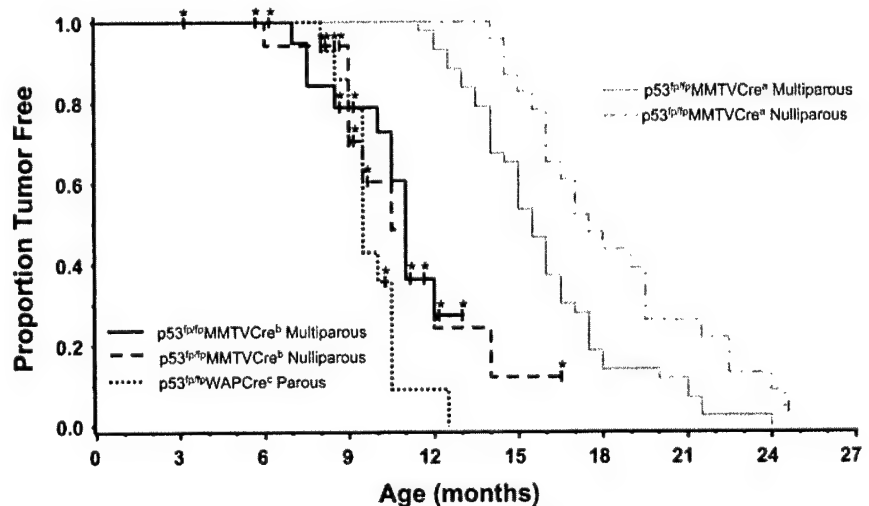 Proportion Tumor Free
1.0
0.8
0.6
0.4
0.2
0.0
p53fp/fpMMTVCreᵃ Multiparous
p53fp/fpMMTVCreᵃ Nulliparous
p53fp/fpMMTVCreᵇ Multiparous
p53fp/fpMMTVCreᵇ Nulliparous
p53fp/fpWAPCreᶜ Parous
0 3 6 9 12 15 18 21 24 27
Age (months)